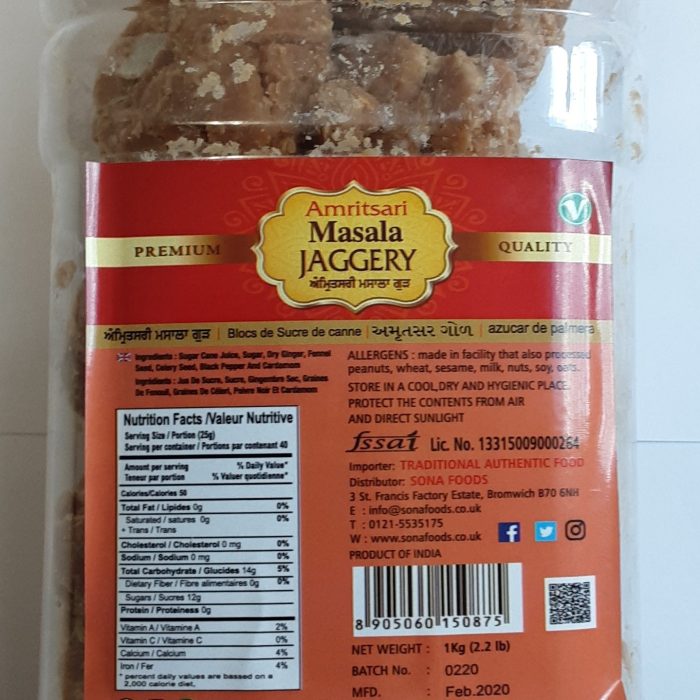 Amritsari
PREMIUM Masala QUALITY
JAGGERY
ਅੰਮ੍ਰਿਤਸਰੀ ਮਸਾਲਾ ਗੁੜ
ਅੰਮ੍ਰਿਤਸਰੀ ਮਸਾਲਾ ਗੁੜ | Blocs de Sucre de canne | અમૃતસર ગોળ | azucar de palmera
Ingredients : Sugar Cane Juice, Sugar, Dry Ginger, Fennel
Seed, Celery Seed, Black Pepper And Cardamom
Ingrédients : Jus De Sucre, Sucre, Gingembre Sec, Graines
De Fenouil, Graines De Céleri, Poivre Noir Et Cardamom
Nutrition Facts /Valeur Nutritive
Serving Size / Portion (25g)
Serving per container / Portions par contenant 40
Amount per serving % Daily Value*
Teneur par portion % Valuer quotidienne*
Calories/Calories 50
Total Fat / Lipides 0g 0%
Saturated / satures 0g 0%
+ Trans / Trans
Cholesterol / Cholesterol 0 mg 0%
Sodium / Sodium 0 mg 0%
Total Carbohydrate / Glucides 14g 5%
Dietary Fiber / Fibre alimentaires 0g 0%
Sugars / Sucres 12g
Protein / Proteiness 0g
Vitamin A / Vitamine A 2%
Vitamin C / Vitamine C 0%
Calcium / Calcium 4%
Iron / Fer 4%
* percent daily values are bassed on a
2,000 calorie diet.
ALLERGENS : made in facility that also processed
peanuts, wheat, sesame, milk, nuts, soy, oats.
STORE IN A COOL,DRY AND HYGIENIC PLACE.
PROTECT THE CONTENTS FROM AIR
AND DIRECT SUNLIGHT
fssai Lic. No. 13315009000264
Importer: TRADITIONAL AUTHENTIC FOOD
Distributor: SONA FOODS
3 St. Francis Factory Estate, Bromwich B70 6NH
E : info@sonafoods.co.uk
T : 0121-5535175
W : www.sonafoods.co.uk
PRODUCT OF INDIA
8 905060 150875
NET WEIGHT : 1Kg (2.2 lb)
BATCH No. : 0220
MFD. : Feb.2020